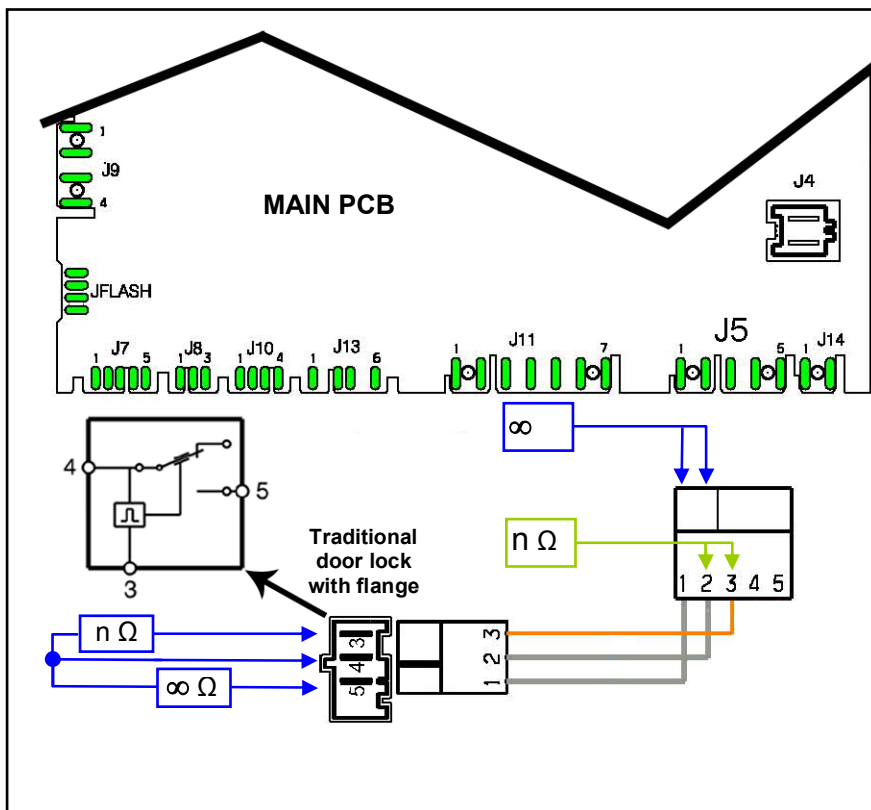 1
J9
4
MAIN PCB
J4
JFLASH
J7
1 5
J8
1 3
J10
1 4
J13
1 6
J11
1 7
J5
1 5
J14
1
∞
4
5
3
Traditional
door lock
with flange
n Ω
1 2 3 4 5
n Ω
∞ Ω
3
4
5
3
2
1